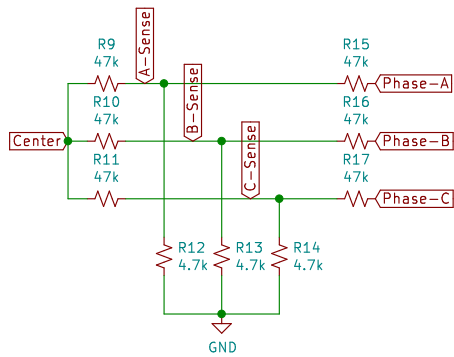 A-Sense
R9
47k
R15
47k
Phase-A
B-Sense
R10
47k
R16
47k
Center
Phase-B
C-Sense
R11
47k
R17
47k
Phase-C
R12
4.7k
R13
4.7k
R14
4.7k
GND